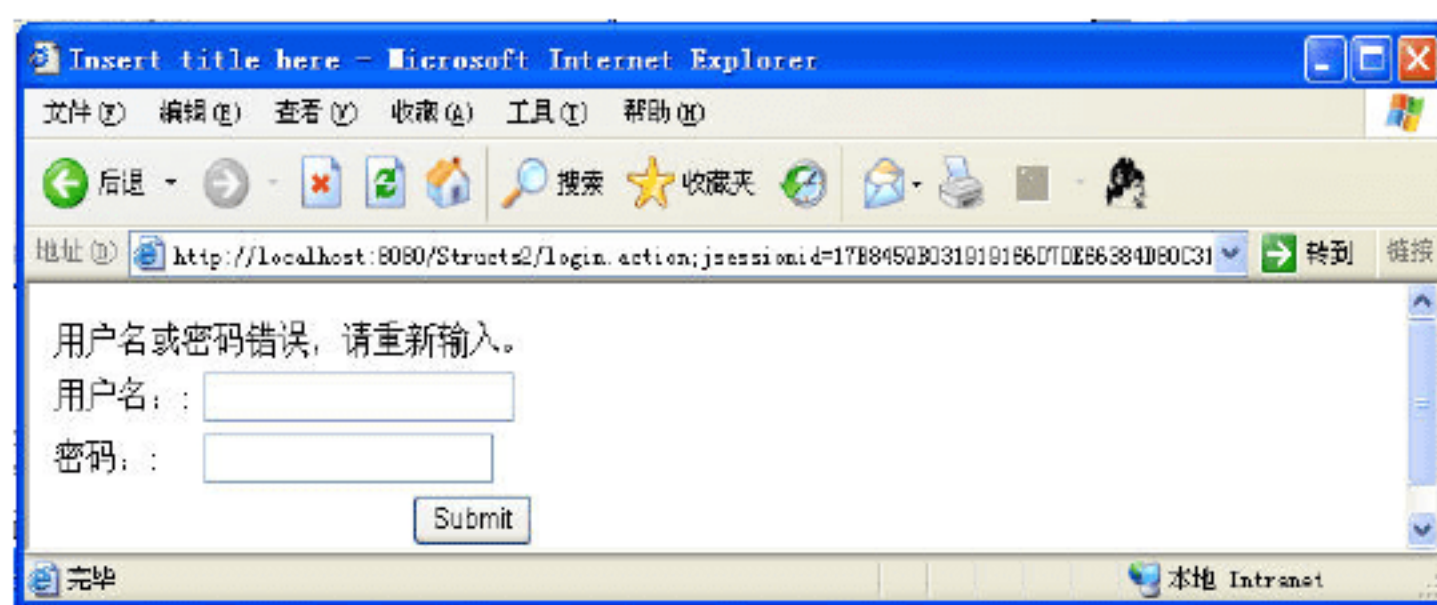 Insert title here - Microsoft Internet Explorer
文件(F) 编辑(E) 查看(V) 收藏(A) 工具(T) 帮助(H)
后退 搜索 收藏夹
地址(D) http://localhost:8080/Structs2/login.action;jsessionid=17B8459B031919166D7DE66384D80C31 转到 链接
用户名或密码错误，请重新输入。
用户名：:
密码：:
Submit
完毕 本地 Intranet